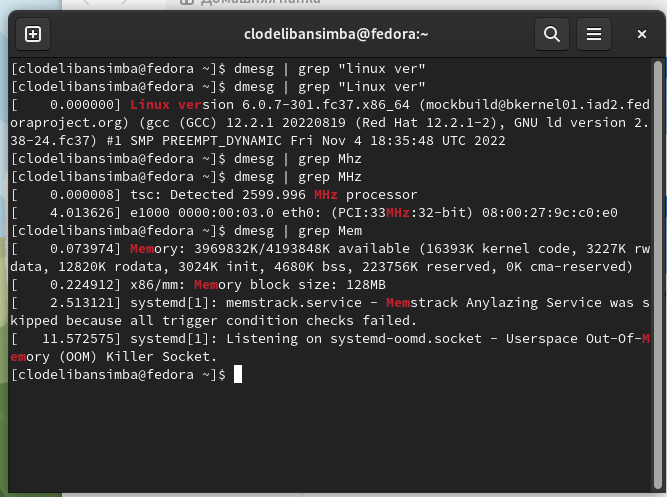 Домашняя папка
clodelibansimba@fedora:~
[clodelibansimba@fedora ~]$ dmesg | grep "linux ver"
[clodelibansimba@fedora ~]$ dmesg | grep "Linux ver"
[    0.000000] Linux version 6.0.7-301.fc37.x86_64 (mockbuild@bkernel01.iad2.fed
oraproject.org) (gcc (GCC) 12.2.1 20220819 (Red Hat 12.2.1-2), GNU ld version 2.
38-24.fc37) #1 SMP PREEMPT_DYNAMIC Fri Nov 4 18:35:48 UTC 2022
[clodelibansimba@fedora ~]$ dmesg | grep Mhz
[clodelibansimba@fedora ~]$ dmesg | grep MHz
[    0.000008] tsc: Detected 2599.996 MHz processor
[    4.013626] e1000 0000:00:03.0 eth0: (PCI:33MHz:32-bit) 08:00:27:9c:c0:e0
[clodelibansimba@fedora ~]$ dmesg | grep Mem
[    0.073974] Memory: 3969832K/4193848K available (16393K kernel code, 3227K rw
data, 12820K rodata, 3024K init, 4680K bss, 223756K reserved, 0K cma-reserved)
[    0.224912] x86/mm: Memory block size: 128MB
[    2.513121] systemd[1]: memstrack.service - Memstrack Anylazing Service was s
kipped because all trigger condition checks failed.
[   11.572575] systemd[1]: Listening on systemd-oomd.socket - Userspace Out-Of-M
emory (OOM) Killer Socket.
[clodelibansimba@fedora ~]$